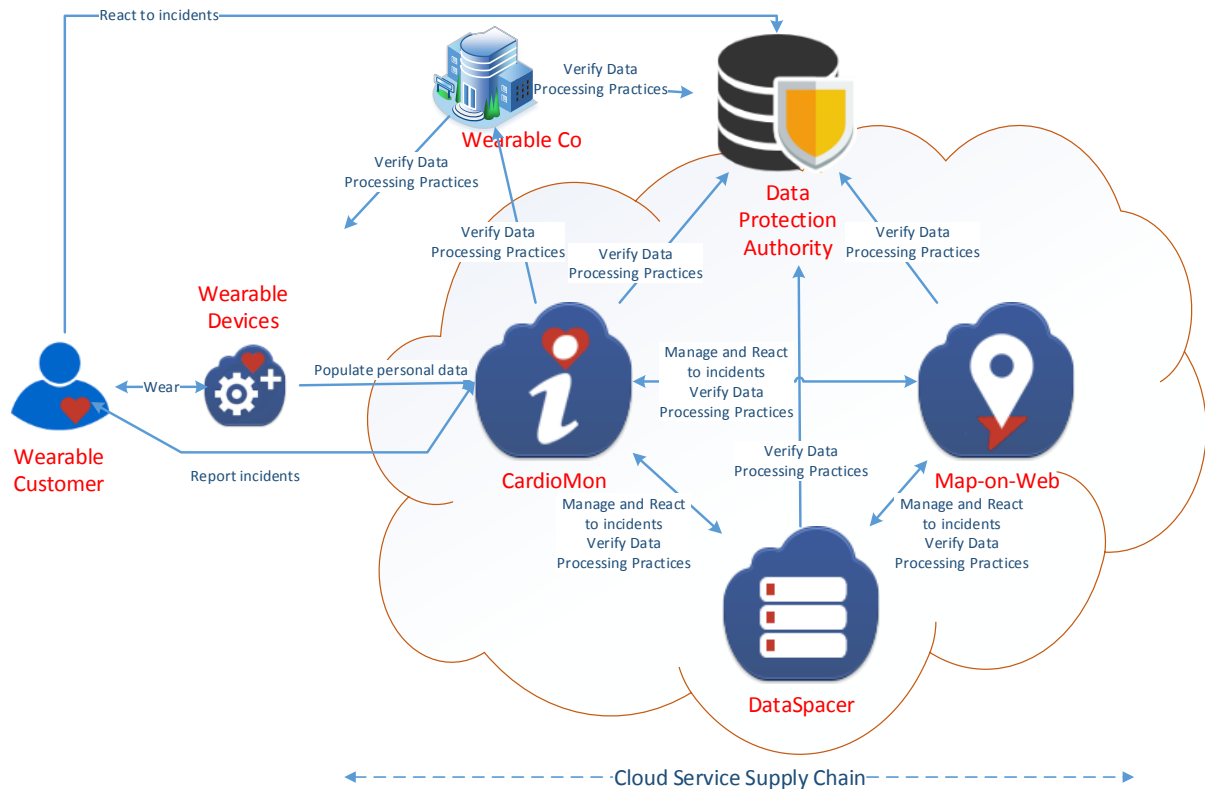 React to incidents
Verify Data
Processing Practices
Wearable Co
Verify Data
Processing Practices
Data
Protection
Authority
Verify Data
Processing Practices
Verify Data
Processing Practices
Verify Data
Processing Practices
Wearable
Devices
Wear
Populate personal data
Manage and React
to incidents
Verify Data
Processing Practices
Wearable
Customer
Report incidents
CardioMon
Verify Data
Processing Practices
Map-on-Web
Manage and React
to incidents
Verify Data
Processing Practices
Manage and React
to incidents
Verify Data
Processing Practices
DataSpacer
Cloud Service Supply Chain